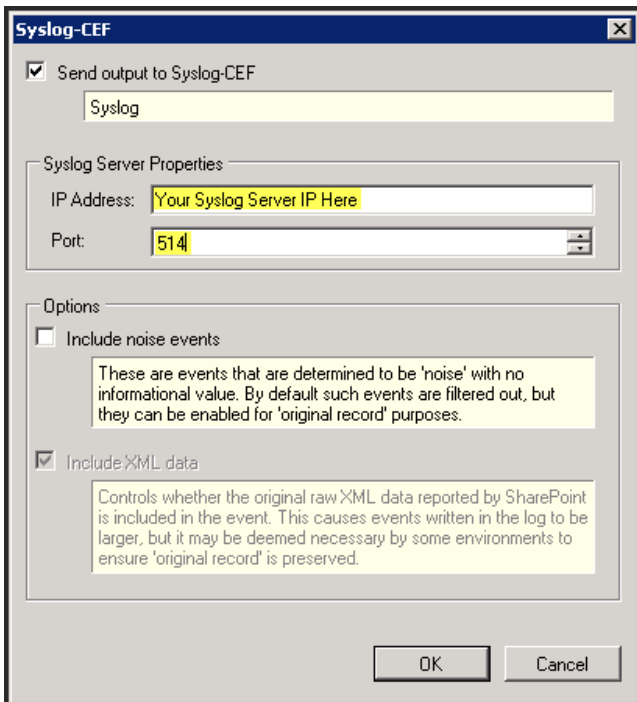 Syslog-CEF
Send output to Syslog-CEF
Syslog
Syslog Server Properties
IP Address: Your Syslog Server IP Here
Port: 514
Options
Include noise events
These are events that are determined to be 'noise' with no
informational value. By default such events are filtered out, but
they can be enabled for 'original record' purposes.
Include XML data
Controls whether the original raw XML data reported by SharePoint
is included in the event. This causes events written in the log to be
larger, but it may be deemed necessary by some environments to
ensure 'original record' is preserved.
OK Cancel